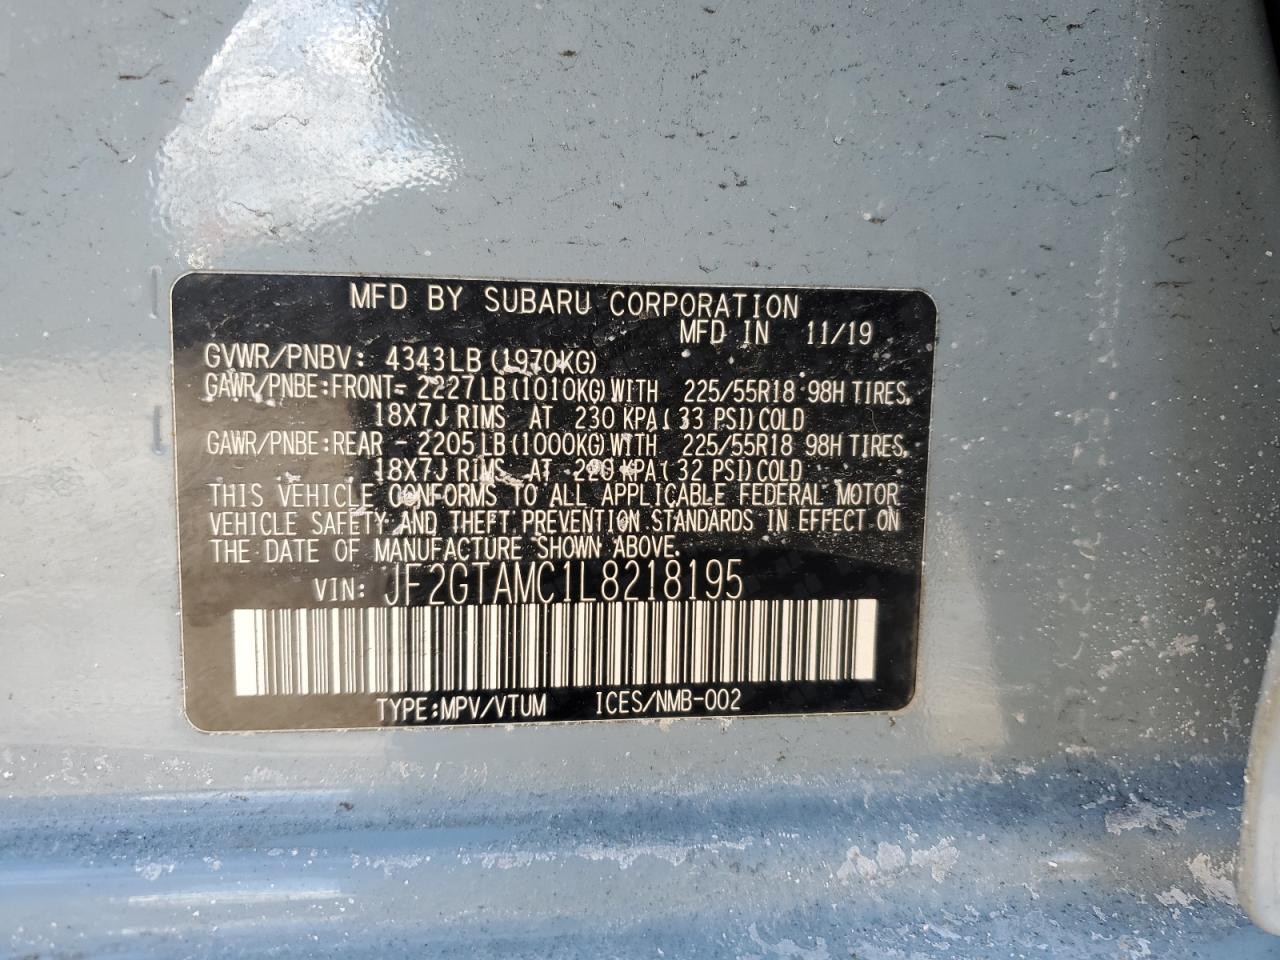 MFD BY SUBARU CORPORATION
MFD IN 11/19
GVWR/PNBV: 4343LB (1970KG)
GAWR/PNBE:FRONT- 2227LB(1010KG)WITH 225/55R18 98H TIRES,
18X7J RIMS AT 230 KPA( 33 PSI)COLD
GAWR/PNBE:REAR - 2205LB(1000KG)WITH 225/55R18 98H TIRES,
18X7J RIMS AT 220 KPA( 32 PSI)COLD
THIS VEHICLE CONFORMS TO ALL APPLICABLE FEDERAL MOTOR
VEHICLE SAFETY AND THEFT PREVENTION STANDARDS IN EFFECT ON
THE DATE OF MANUFACTURE SHOWN ABOVE.
VIN: JF2GTAMC1L8218195
TYPE:MPV/VTUM ICES/NMB-002